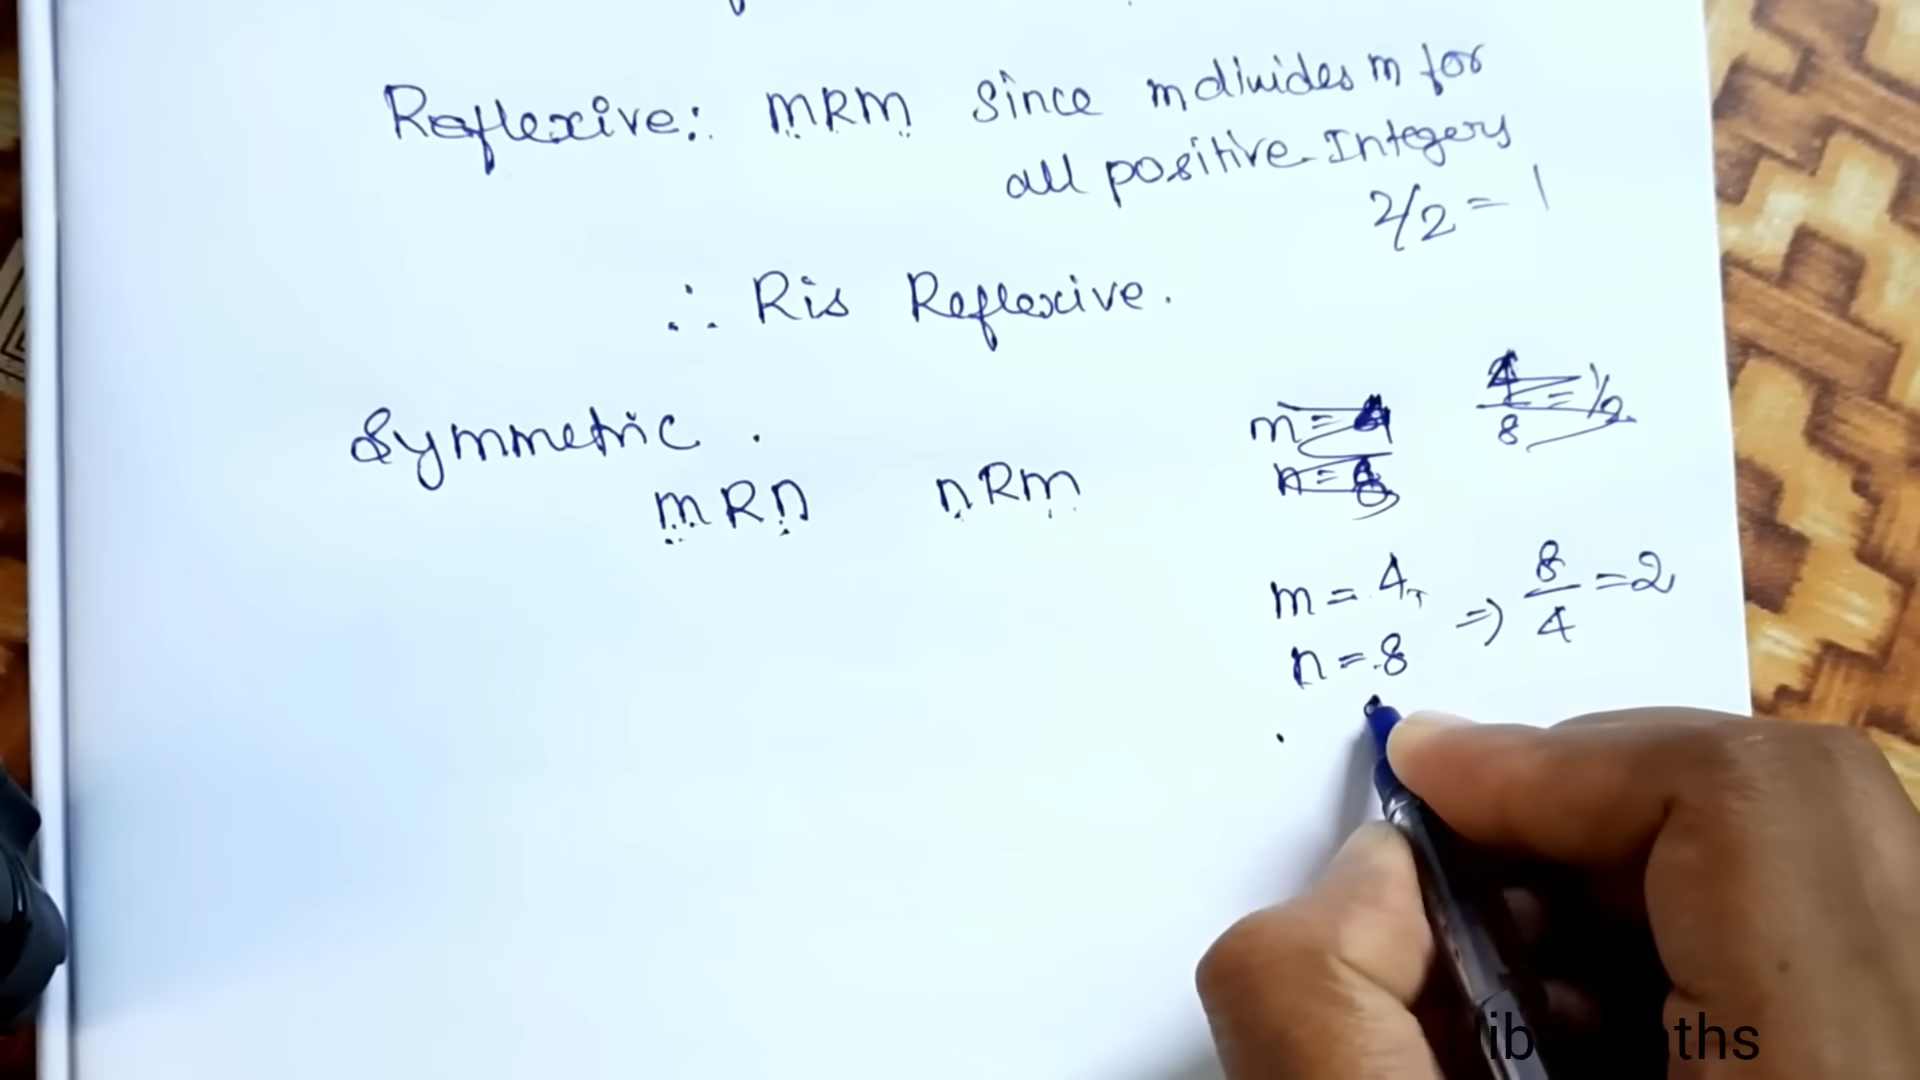 Reflexive: mRm since m divides m for
all positive Integers
2/2 = 1
∴ R is Reflexive.
Symmetric.
mRn nRm
m = 4
n = 8
4/8 = 1/2
m = 4,
n = 8 ⇒ 8/4 = 2